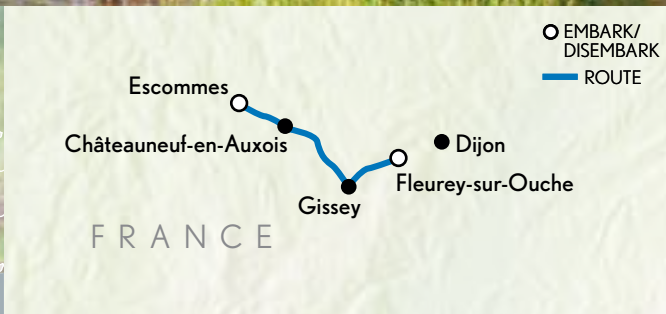 EMBARK/
DISEMBARK
ROUTE
Escommes
Châteauneuf-en-Auxois
Dijon
Fleurey-sur-Ouche
Gissey
FRANCE